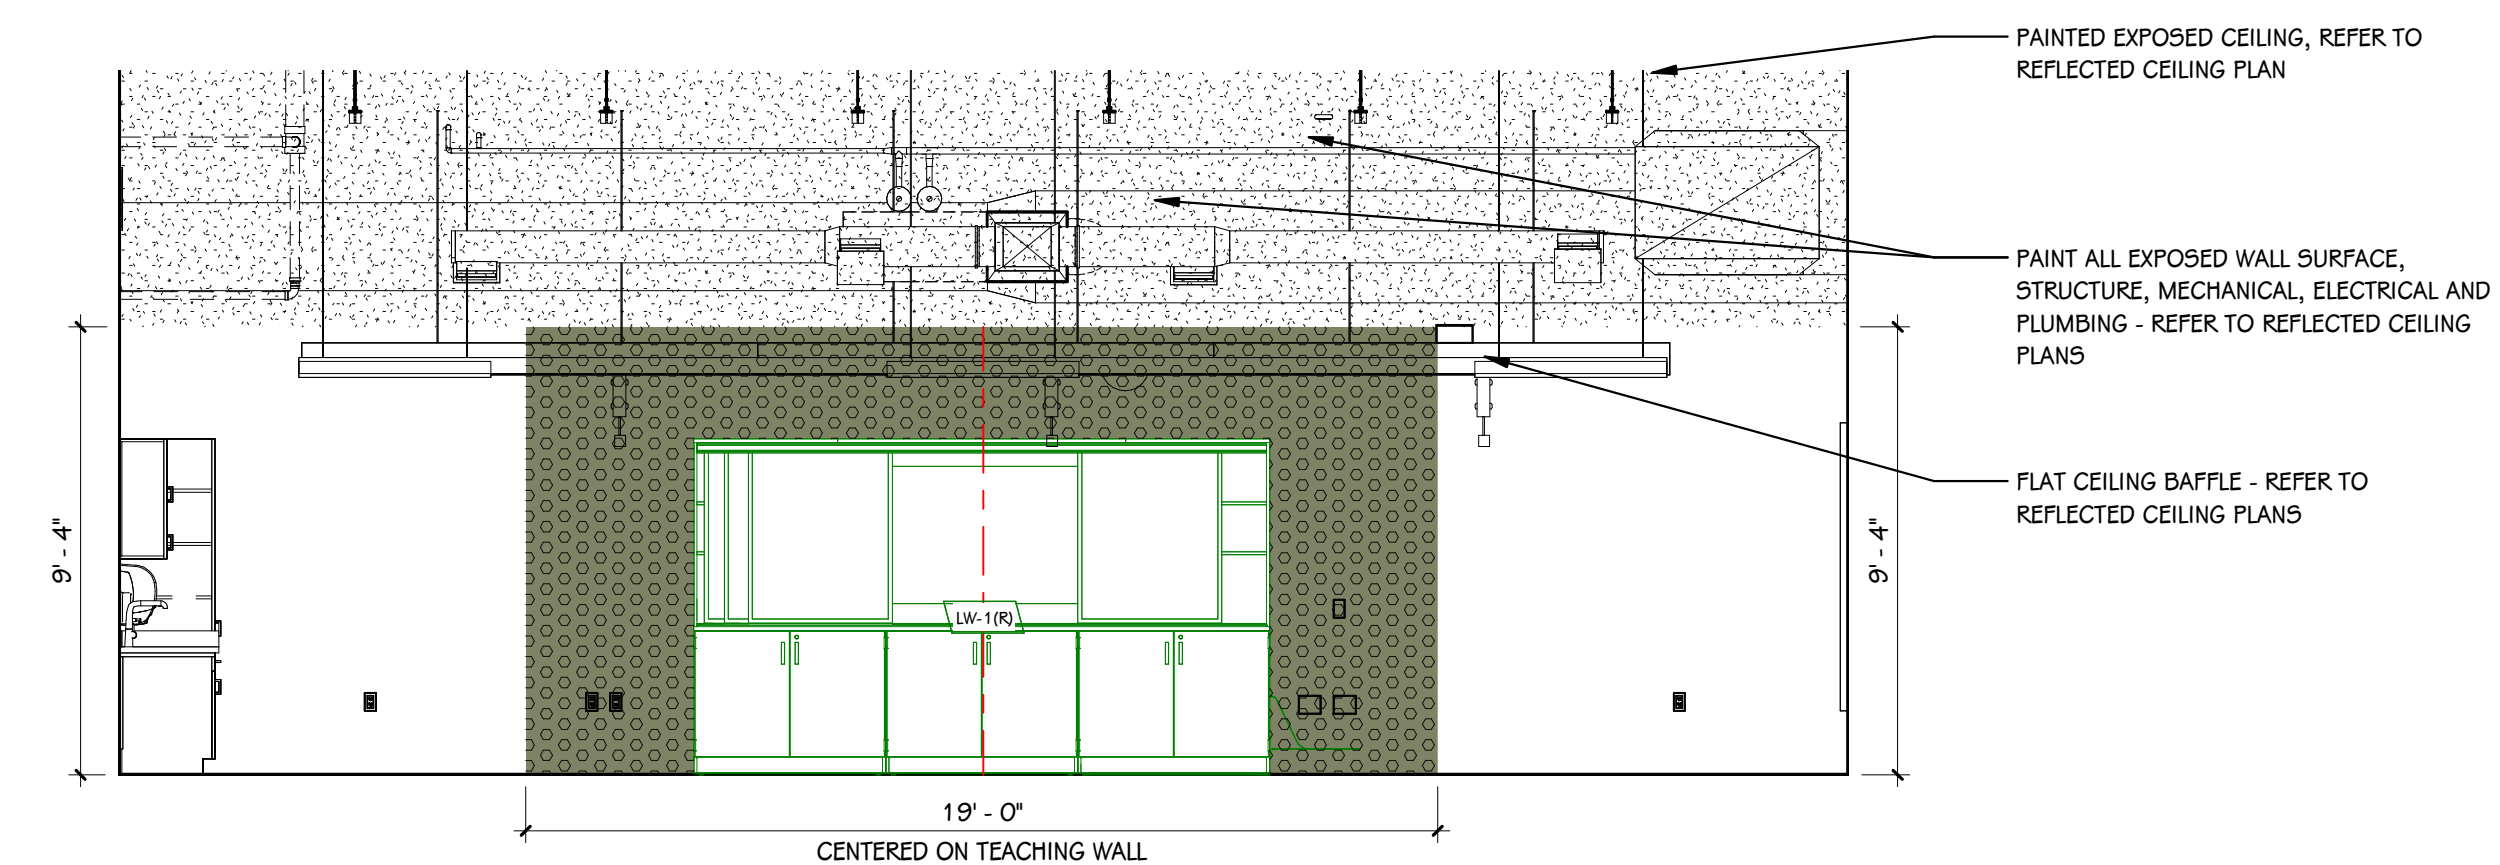 PAINTED EXPOSED CEILING, REFER TO
REFLECTED CEILING PLAN
PAINT ALL EXPOSED WALL SURFACE,
STRUCTURE, MECHANICAL, ELECTRICAL AND
PLUMBING - REFER TO REFLECTED CEILING
PLANS
FLAT CEILING BAFFLE - REFER TO
REFLECTED CEILING PLANS
9' - 4"
9' - 4"
LW-1(R)
19' - 0"
CENTERED ON TEACHING WALL